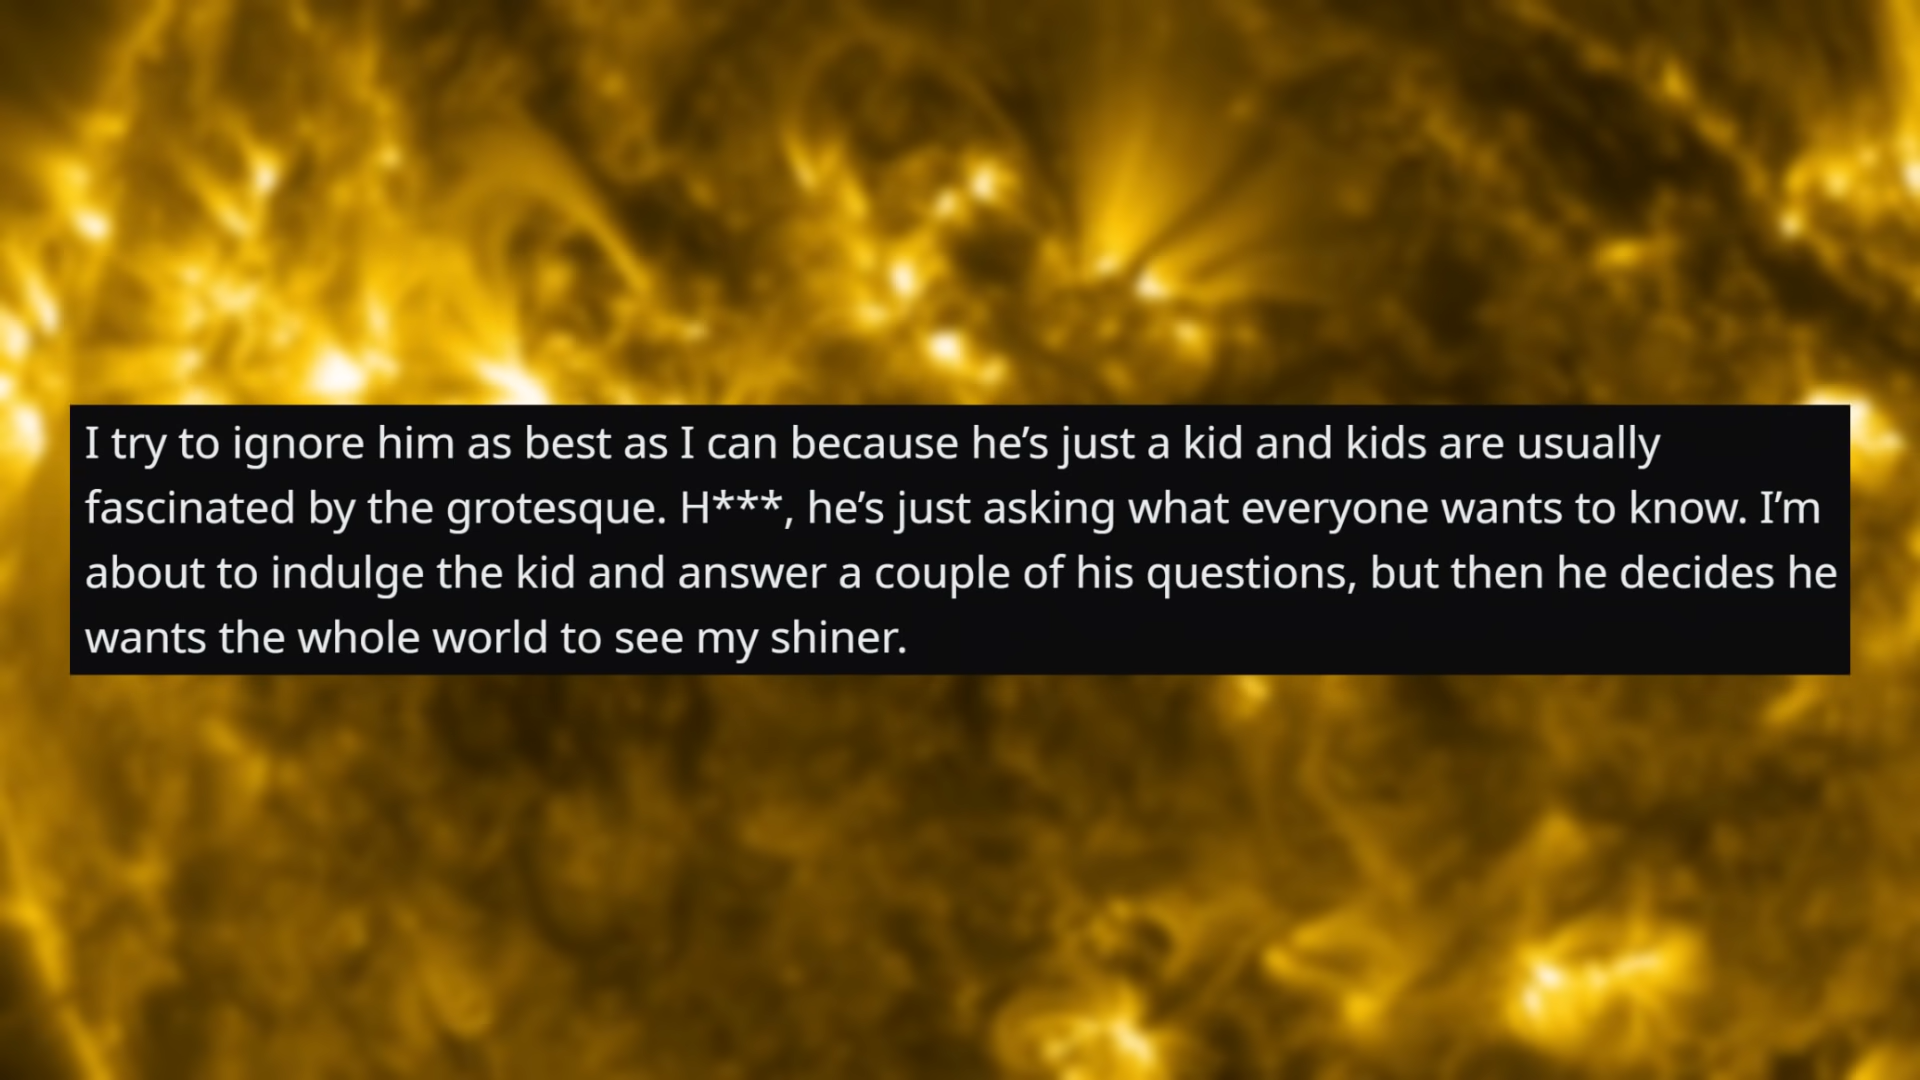 I try to ignore him as best as I can because he’s just a kid and kids are usually
fascinated by the grotesque. H***, he’s just asking what everyone wants to know. I’m
about to indulge the kid and answer a couple of his questions, but then he decides he
wants the whole world to see my shiner.